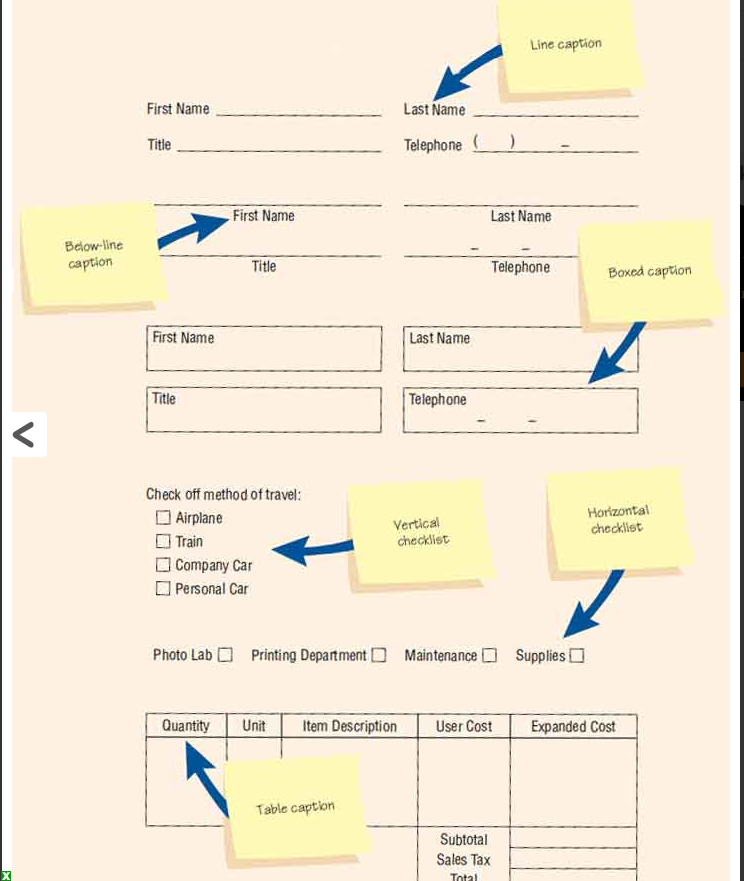 Line caption
First Name Last Name
Title Telephone ( ) –
First Name Last Name
Below-line
caption
– –
Title Telephone
Boxed caption
First Name Last Name
Title Telephone
– –
<
Check off method of travel:
Airplane
Train
Company Car
Personal Car
Vertical
checklist
Horizontal
checklist
Photo Lab Printing Department Maintenance Supplies
Quantity Unit Item Description User Cost Expanded Cost
Table caption
Subtotal
Sales Tax
Total
X